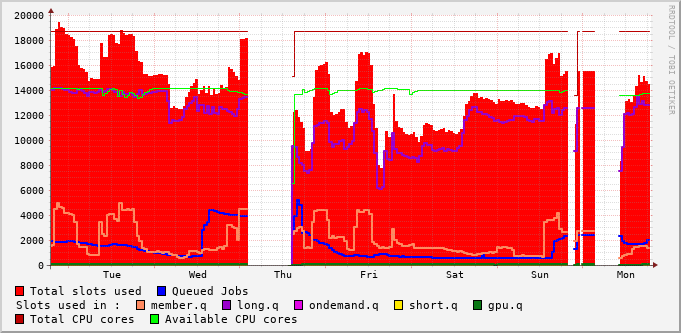 RRDTOOL / TOBI OETIKER
20000
18000
16000
14000
12000
10000
8000
6000
4000
2000
0
Tue Wed Thu Fri Sat Sun Mon
Total slots used Queued Jobs
Slots used in : member.q long.q ondemand.q short.q gpu.q
Total CPU cores Available CPU cores